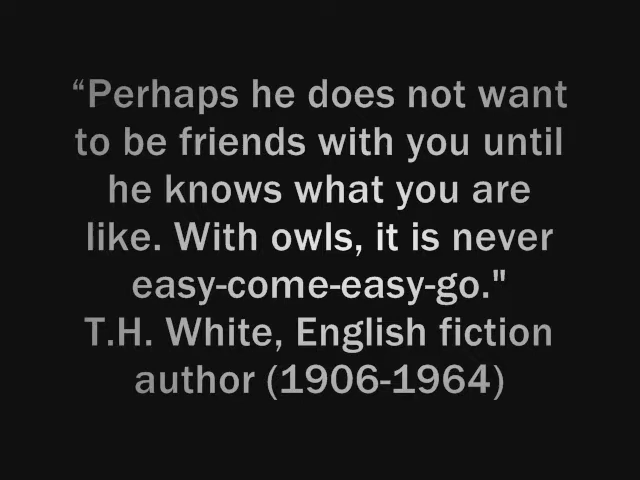 “Perhaps he does not want
to be friends with you until
he knows what you are
like. With owls, it is never
easy-come-easy-go."
T.H. White, English fiction
author (1906-1964)